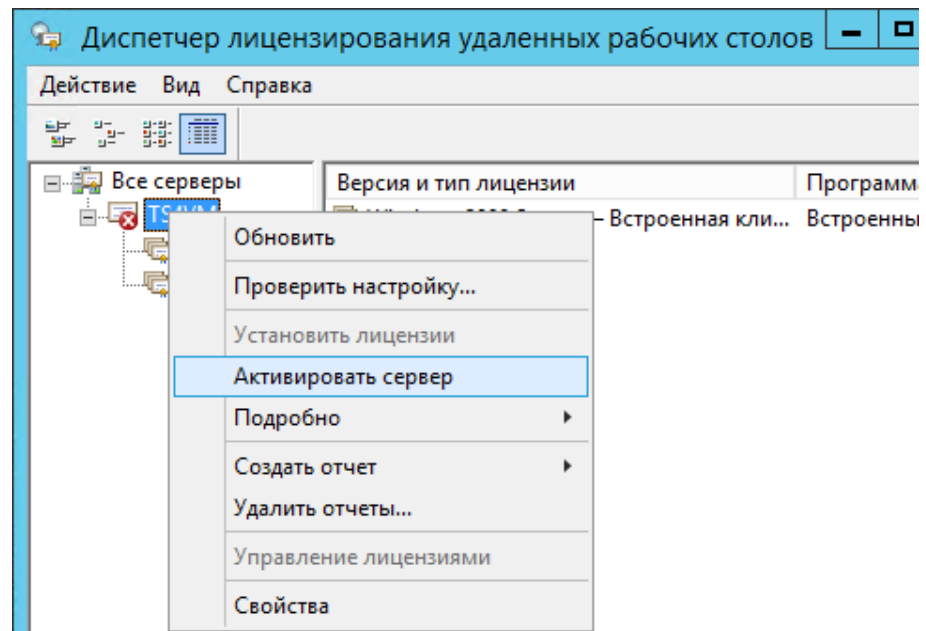 Диспетчер лицензирования удаленных рабочих столов
Действие Вид Справка
Все серверы
Версия и тип лицензии
Программ
– Встроенная кли... Встроенны
Обновить
Проверить настройку...
Установить лицензии
Активировать сервер
Подробно
Создать отчет
Удалить отчеты...
Управление лицензиями
Свойства